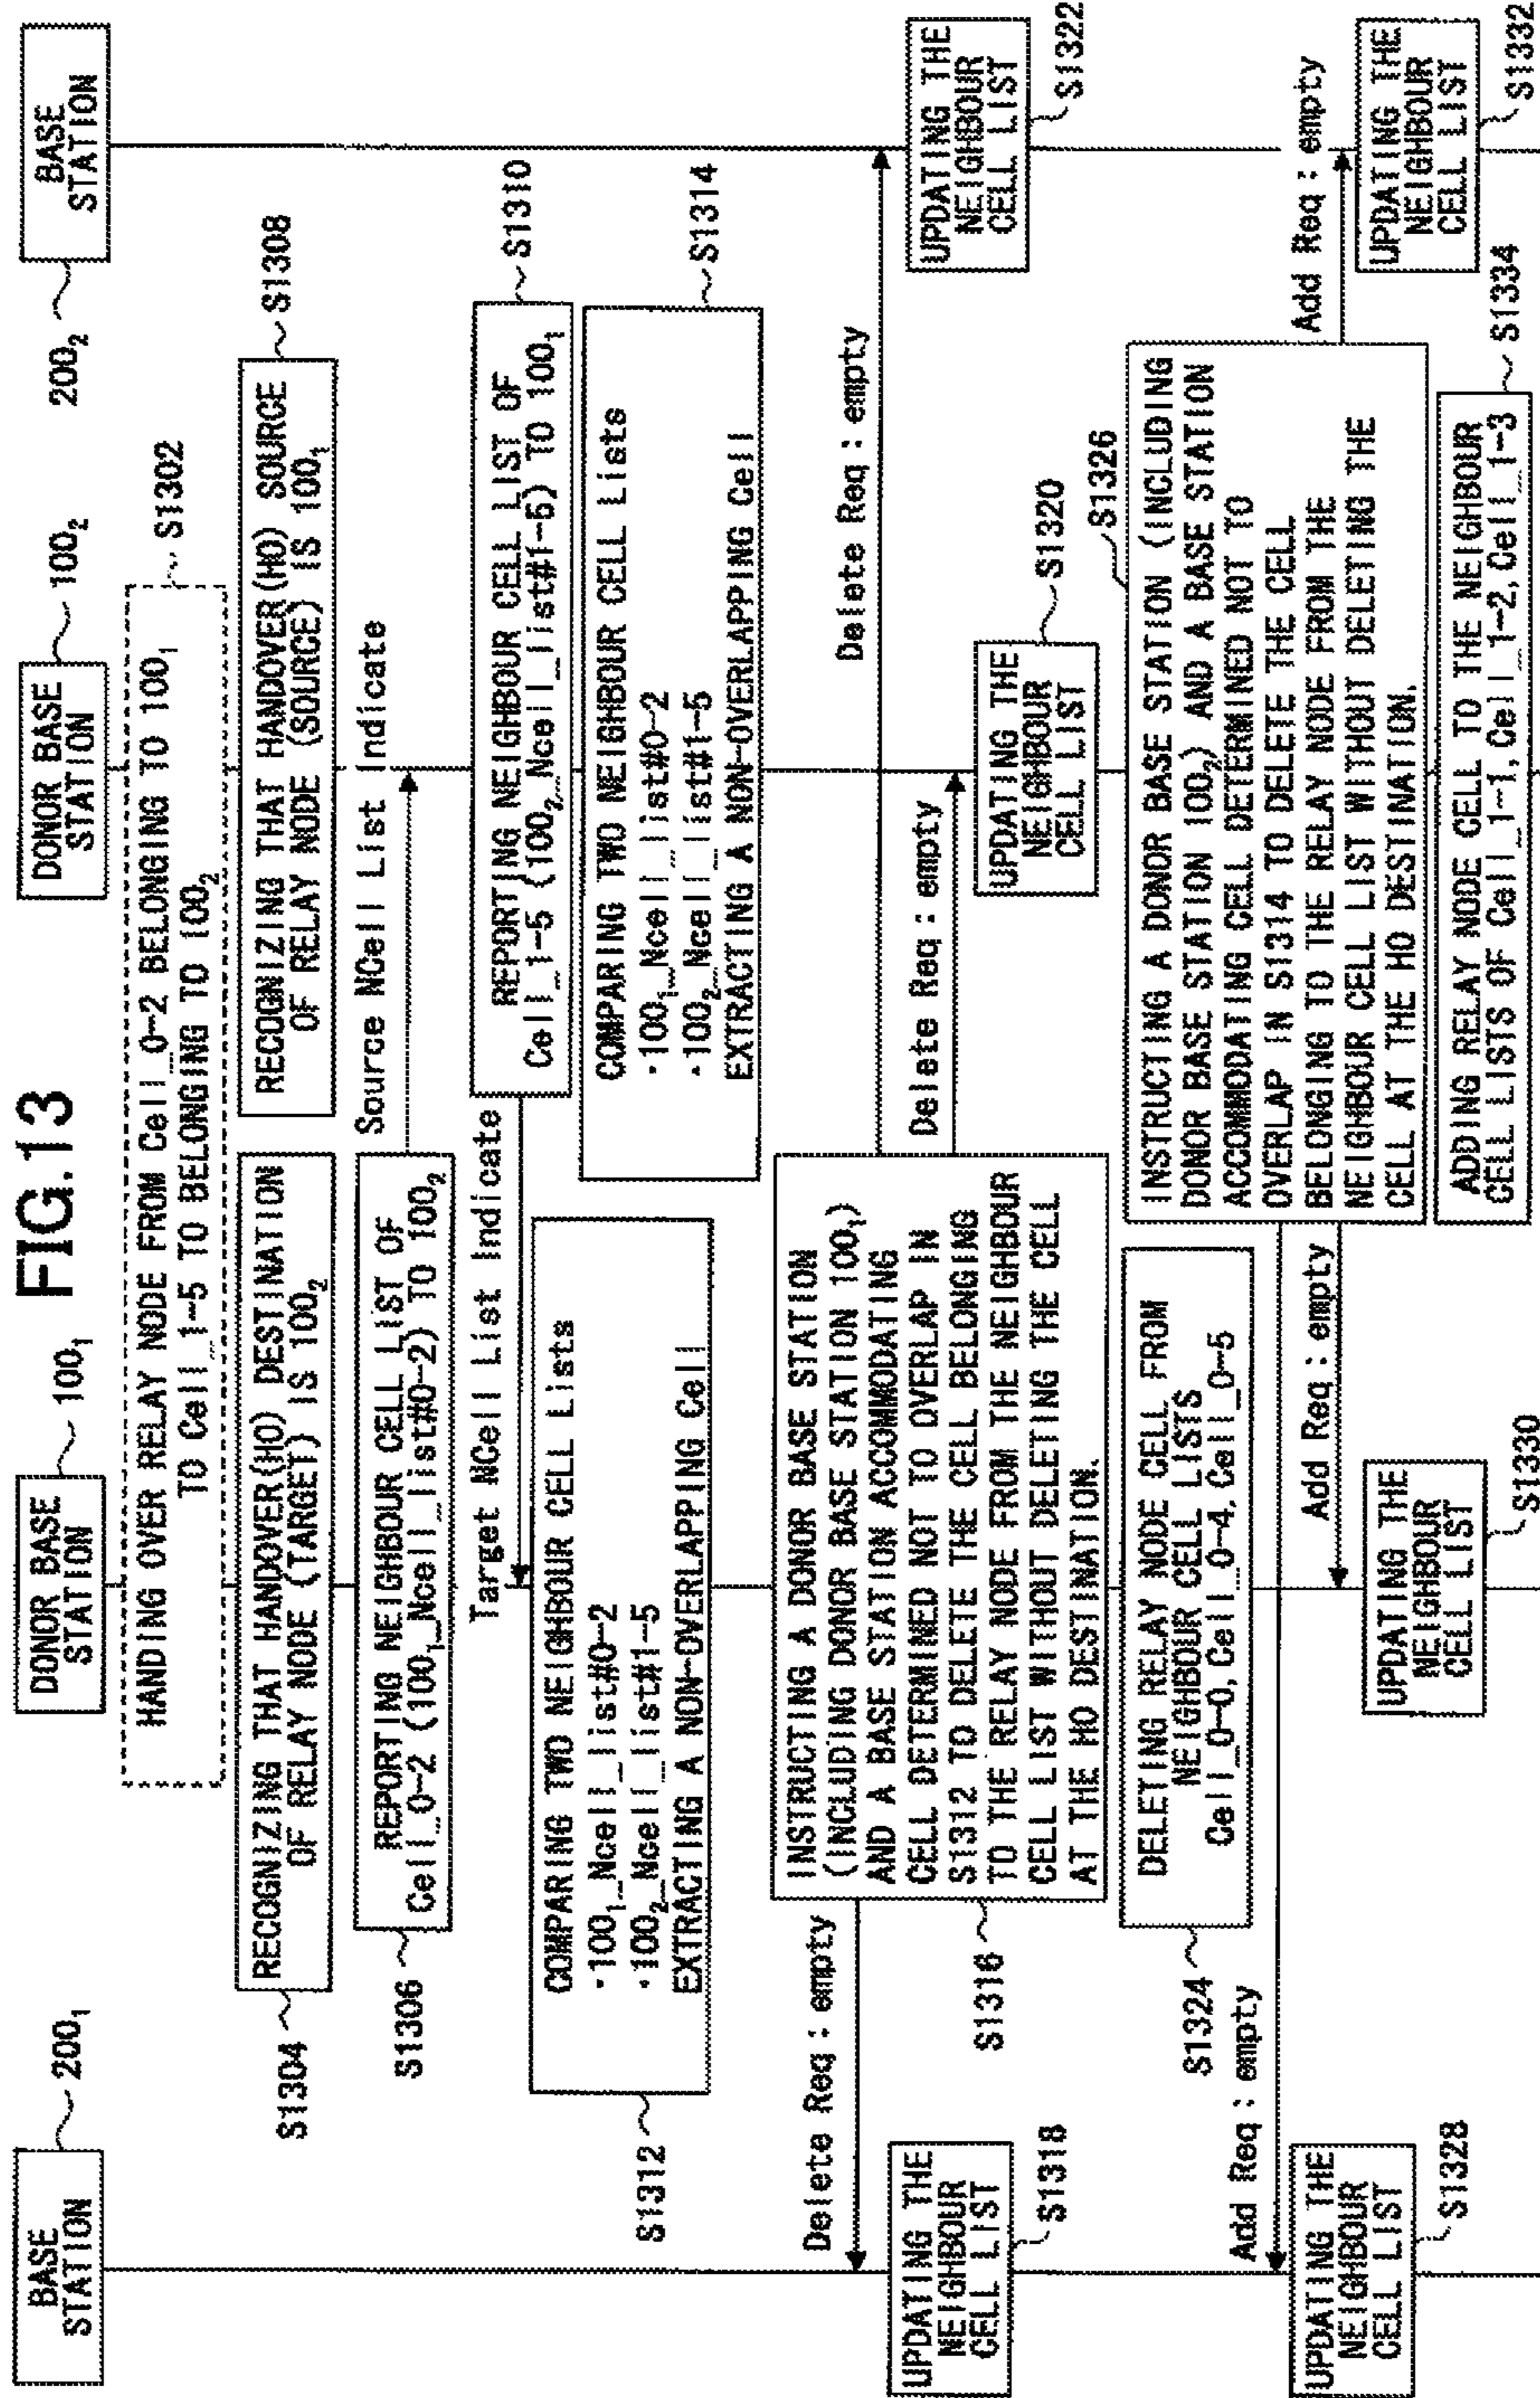 FIG.13
BASE
STATION
200₁
DONOR BASE
STATION
100₁
DONOR BASE
STATION
100₂
BASE
STATION
200₂
HANDING OVER RELAY NODE FROM Cell_0-2 BELONGING TO 100₁
TO Cell_1-5 TO BELONGING TO 100₂
S1302
RECOGNIZING THAT HANDOVER(HO) DESTINATION
OF RELAY NODE (TARGET) IS 100₂
S1304
RECOGNIZING THAT HANDOVER(HO) SOURCE
OF RELAY NODE (SOURCE) IS 100₁
S1308
REPORTING NEIGHBOUR CELL LIST OF
Cell_0-2 (100₁_Ncell_list#0-2) TO 100₂
S1306
Source NCell List Indicate
REPORTING NEIGHBOUR CELL LIST OF
Cell_1-5 (100₂_Ncell_list#1-5) TO 100₁
S1310
Target NCell List Indicate
COMPARING TWO NEIGHBOUR CELL Lists
·100₁_Ncell_list#0-2
·100₂_Ncell_list#1-5
EXTRACTING A NON-OVERLAPPING Cell
S1312
COMPARING TWO NEIGHBOUR CELL Lists
·100₁_Ncell_list#0-2
·100₂_Ncell_list#1-5
EXTRACTING A NON-OVERLAPPING Cell
S1314
INSTRUCTING A DONOR BASE STATION
(INCLUDING DONOR BASE STATION 100₁)
AND A BASE STATION ACCOMMODATING
CELL DETERMINED NOT TO OVERLAP IN
S1312 TO DELETE THE CELL BELONGING
TO THE RELAY NODE FROM THE NEIGHBOUR
CELL LIST WITHOUT DELETING THE CELL
AT THE HO DESTINATION.
S1316
Delete Req : empty
Delete Req : empty
Delete Req : empty
UPDATING THE
NEIGHBOUR
CELL LIST
S1318
UPDATING THE
NEIGHBOUR
CELL LIST
S1320
UPDATING THE
NEIGHBOUR
CELL LIST
S1322
DELETING RELAY NODE CELL FROM
NEIGHBOUR CELL LISTS
Cell_0-0, Cell_0-4, Cell_0-5
S1324
INSTRUCTING A DONOR BASE STATION (INCLUDING
DONOR BASE STATION 100₂) AND A BASE STATION
ACCOMMODATING CELL DETERMINED NOT TO
OVERLAP IN S1314 TO DELETE THE CELL
BELONGING TO THE RELAY NODE FROM THE
NEIGHBOUR CELL LIST WITHOUT DELETING THE
CELL AT THE HO DESTINATION.
S1326
Add Req : empty
Add Req : empty
Add Req : empty
UPDATING THE
NEIGHBOUR
CELL LIST
S1328
UPDATING THE
NEIGHBOUR
CELL LIST
S1330
UPDATING THE
NEIGHBOUR
CELL LIST
S1332
ADDING RELAY NODE CELL TO THE NEIGHBOUR
CELL LISTS OF Cell_1-1, Cell_1-2, Cell_1-3
S1334